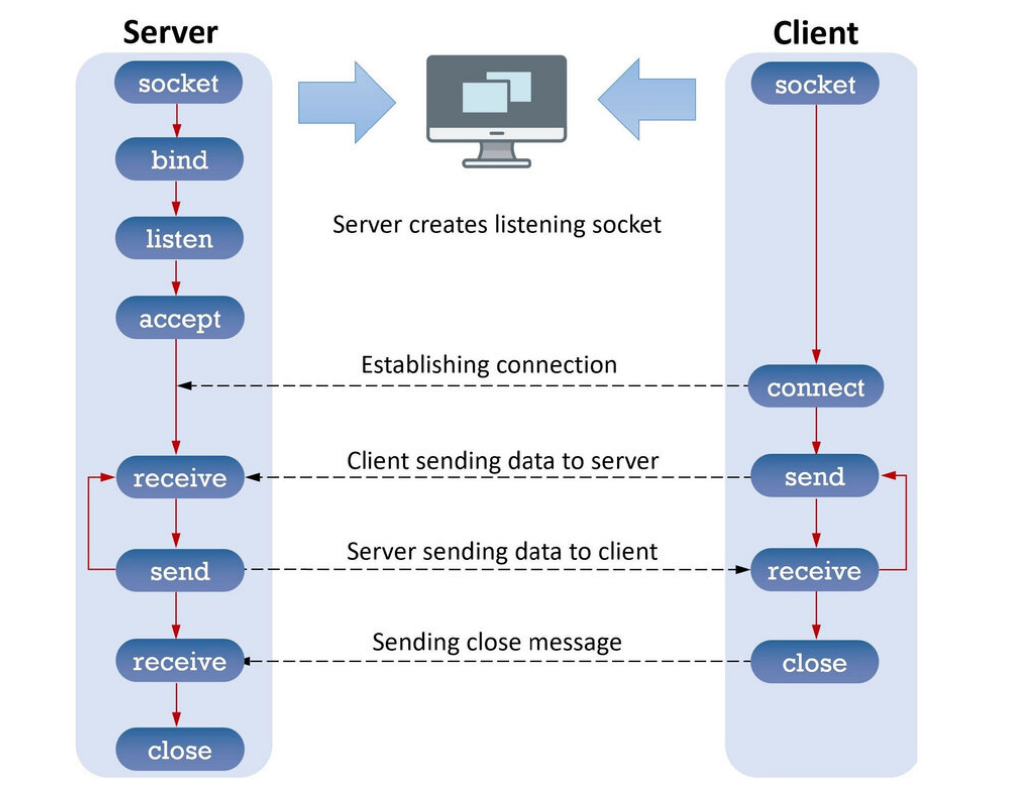 Server
Client
socket
socket
bind
Server creates listening socket
listen
accept
Establishing connection
connect
Client sending data to server
receive
send
Server sending data to client
send
receive
Sending close message
receive
close
close